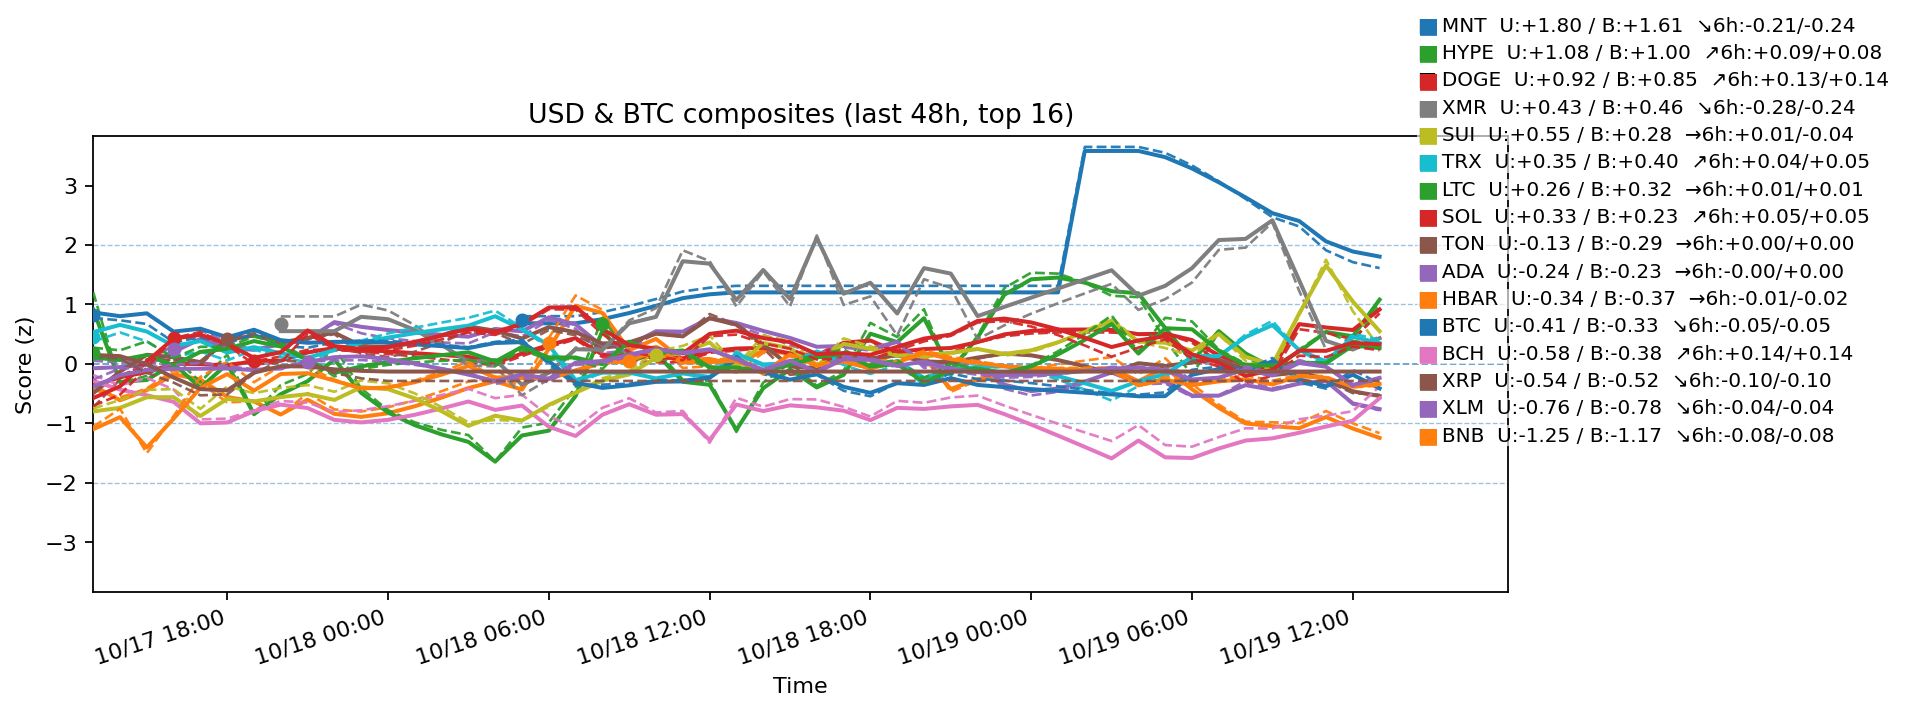 USD & BTC composites (last 48h, top 16)
MNT U:+1.80 / B:+1.61 ↘6h:-0.21/-0.24
HYPE U:+1.08 / B:+1.00 ↗6h:+0.09/+0.08
DOGE U:+0.92 / B:+0.85 ↗6h:+0.13/+0.14
XMR U:+0.43 / B:+0.46 ↘6h:-0.28/-0.24
SUI U:+0.55 / B:+0.28 →6h:+0.01/-0.04
TRX U:+0.35 / B:+0.40 ↗6h:+0.04/+0.05
LTC U:+0.26 / B:+0.32 →6h:+0.01/+0.01
SOL U:+0.33 / B:+0.23 ↗6h:+0.05/+0.05
TON U:-0.13 / B:-0.29 →6h:+0.00/+0.00
ADA U:-0.24 / B:-0.23 →6h:-0.00/+0.00
HBAR U:-0.34 / B:-0.37 →6h:-0.01/-0.02
BTC U:-0.41 / B:-0.33 ↘6h:-0.05/-0.05
BCH U:-0.58 / B:-0.38 ↗6h:+0.14/+0.14
XRP U:-0.54 / B:-0.52 ↘6h:-0.10/-0.10
XLM U:-0.76 / B:-0.78 ↘6h:-0.04/-0.04
BNB U:-1.25 / B:-1.17 ↘6h:-0.08/-0.08
Score (z)
3
2
1
0
−1
−2
−3
10/17 18:00
10/18 00:00
10/18 06:00
10/18 12:00
10/18 18:00
10/19 00:00
10/19 06:00
10/19 12:00
Time